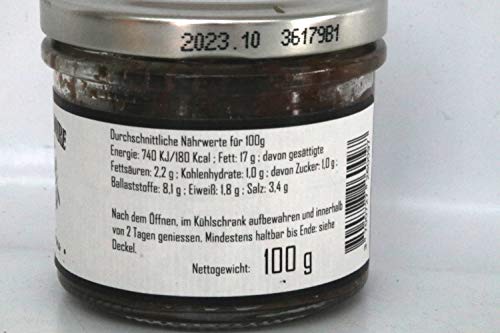 2023.10 36179B1
Durchschnittliche Nährwerte für 100g
Energie: 740 KJ/180 Kcal ; Fett: 17 g ; davon gesättigte
Fettsäuren: 2,2 g ; Kohlenhydrate: 1,0 g ; davon Zucker: 1,0 g ;
Ballaststoffe: 8,1 g ; Eiweiß: 1,8 g ; Salz: 3,4 g
Nach dem Öffnen, im Kühlschrank aufbewahren und innerhalb
von 2 Tagen geniessen. Mindestens haltbar bis Ende: siehe
Deckel.
Nettogewicht: 100 g